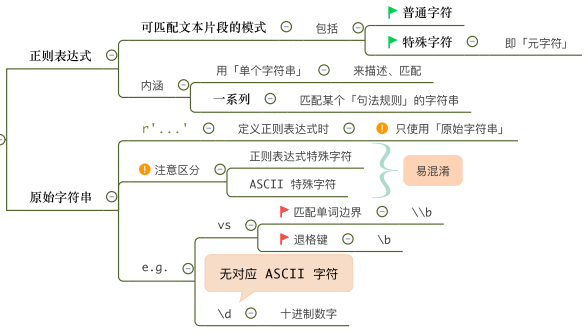 正则表达式
可匹配文本片段的模式
包括
普通字符
特殊字符
即「元字符」
内涵
用「单个字符串」
来描述、匹配
一系列
匹配某个「句法规则」的字符串
原始字符串
r'...'
定义正则表达式时
只使用「原始字符串」
注意区分
正则表达式特殊字符
ASCII 特殊字符
易混淆
e.g.
vs
匹配单词边界
\\b
退格键
\b
无对应 ASCII 字符
\d
十进制数字